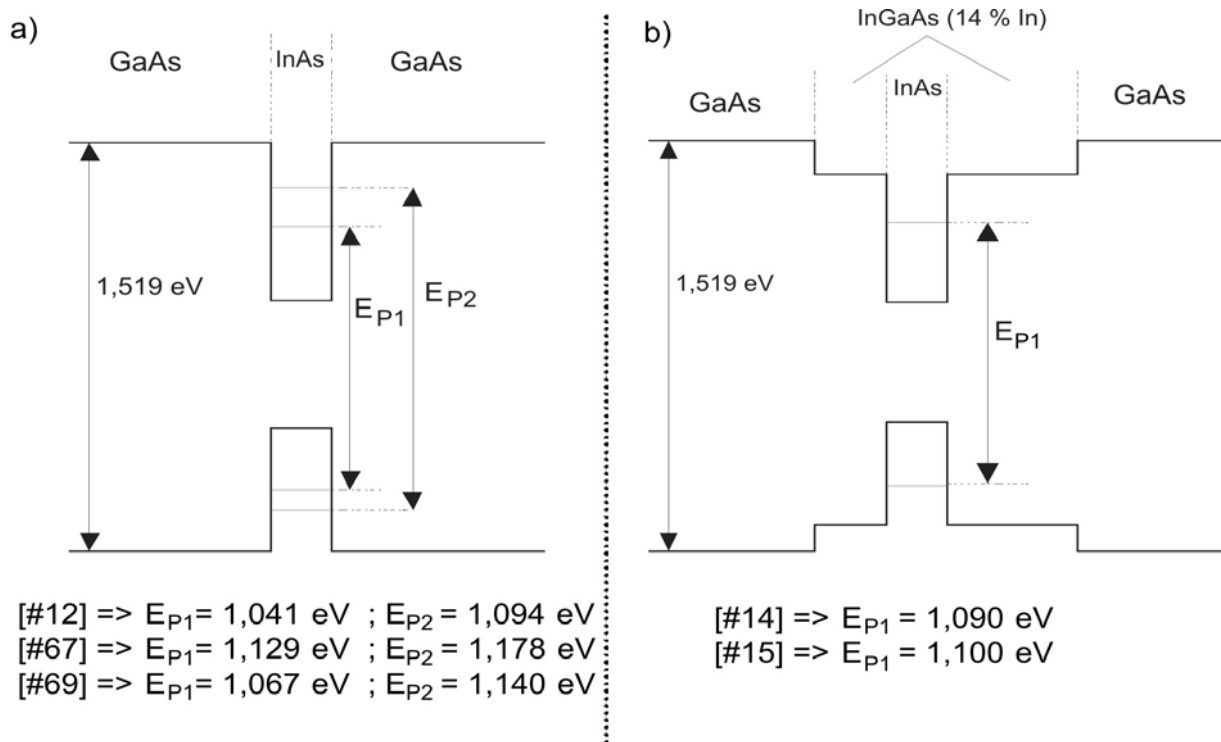 a)
GaAs
InAs
GaAs
1,519 eV
EP1
EP2
[#12] => EP1= 1,041 eV ; EP2 = 1,094 eV
[#67] => EP1= 1,129 eV ; EP2 = 1,178 eV
[#69] => EP1= 1,067 eV ; EP2 = 1,140 eV
b)
InGaAs (14 % In)
GaAs
InAs
GaAs
1,519 eV
EP1
[#14] => EP1 = 1,090 eV
[#15] => EP1 = 1,100 eV